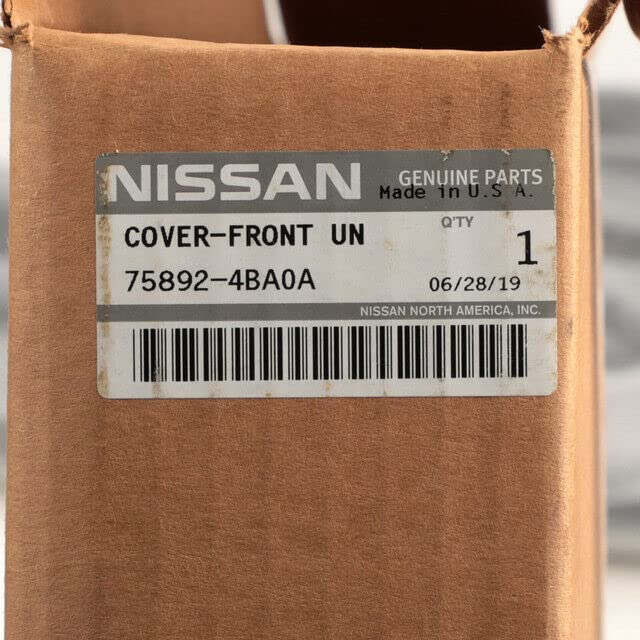 NISSAN GENUINE PARTS
Made in U.S A.
COVER-FRONT UN
Q'TY
1
75892-4BA0A
06/28/19
NISSAN NORTH AMERICA, INC.